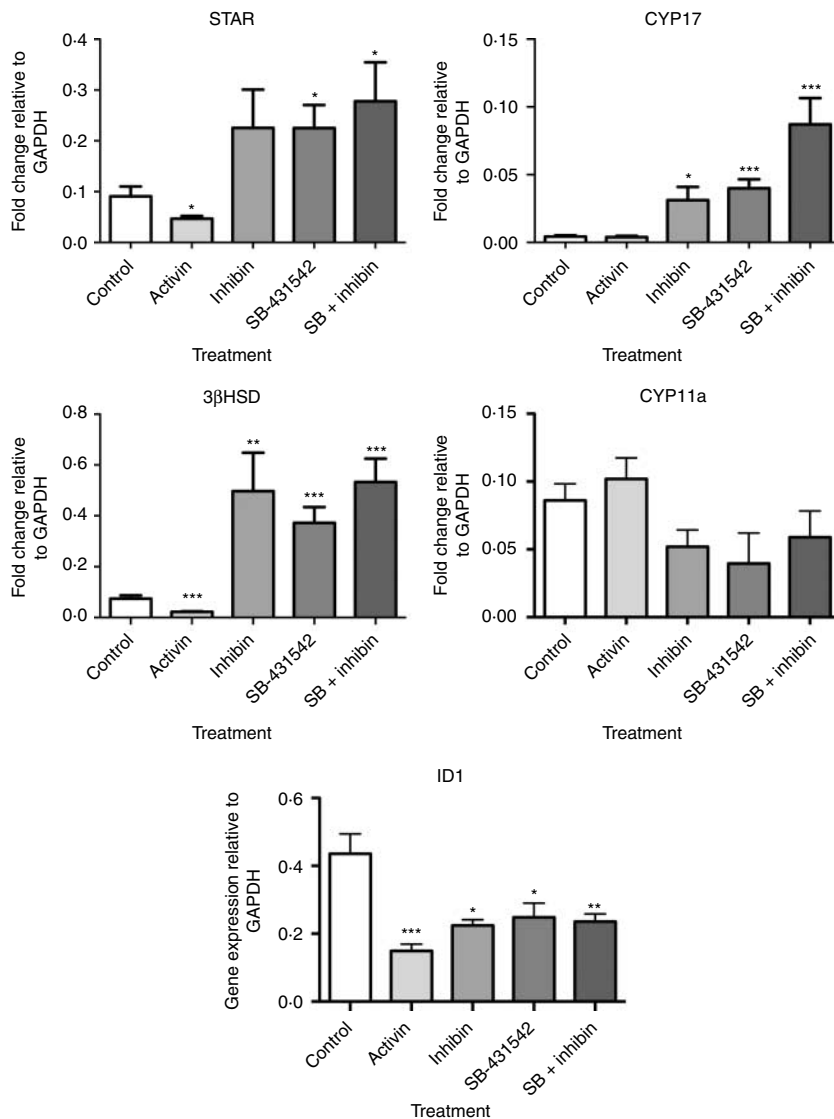 STAR
Fold change relative to
GAPDH
0·4
0·3
0·2
0·1
0·0
*
*
*
Control
Activin
Inhibin
SB-431542
SB + inhibin
Treatment
CYP17
Fold change relative
to GAPDH
0·15
0·10
0·05
0·00
*
***
***
Control
Activin
Inhibin
SB-431542
SB + inhibin
Treatment
3βHSD
Fold change relative
to GAPDH
0·8
0·6
0·4
0·2
0·0
***
**
***
***
Control
Activin
Inhibin
SB-431542
SB + inhibin
Treatment
CYP11a
Fold change relative
to GAPDH
0·15
0·10
0·05
0·00
Control
Activin
Inhibin
SB-431542
SB + inhibin
Treatment
ID1
Gene expression relative to
GAPDH
0·6
0·4
0·2
0·0
***
*
*
**
Control
Activin
Inhibin
SB-431542
SB + inhibin
Treatment